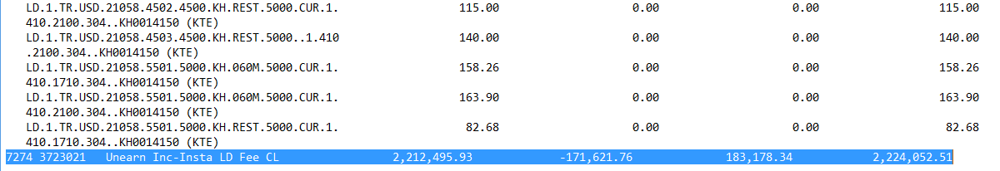 LD.1.TR.USD.21058.4502.4500.KH.REST.5000.CUR.1. 115.00 0.00 0.00 115.00
410.2100.304..KH0014150 (KTE)
LD.1.TR.USD.21058.4503.4500.KH.REST.5000..1.410 140.00 0.00 0.00 140.00
.2100.304..KH0014150 (KTE)
LD.1.TR.USD.21058.5501.5000.KH.060M.5000.CUR.1. 158.26 0.00 0.00 158.26
410.1710.304..KH0014150 (KTE)
LD.1.TR.USD.21058.5501.5000.KH.060M.5000.CUR.1. 163.90 0.00 0.00 163.90
410.2100.304..KH0014150 (KTE)
LD.1.TR.USD.21058.5501.5000.KH.REST.5000.CUR.1. 82.68 0.00 0.00 82.68
410.1710.304..KH0014150 (KTE)
7274 3723021 Unearn Inc-Insta LD Fee CL 2,212,495.93 -171,621.76 183,178.34 2,224,052.51